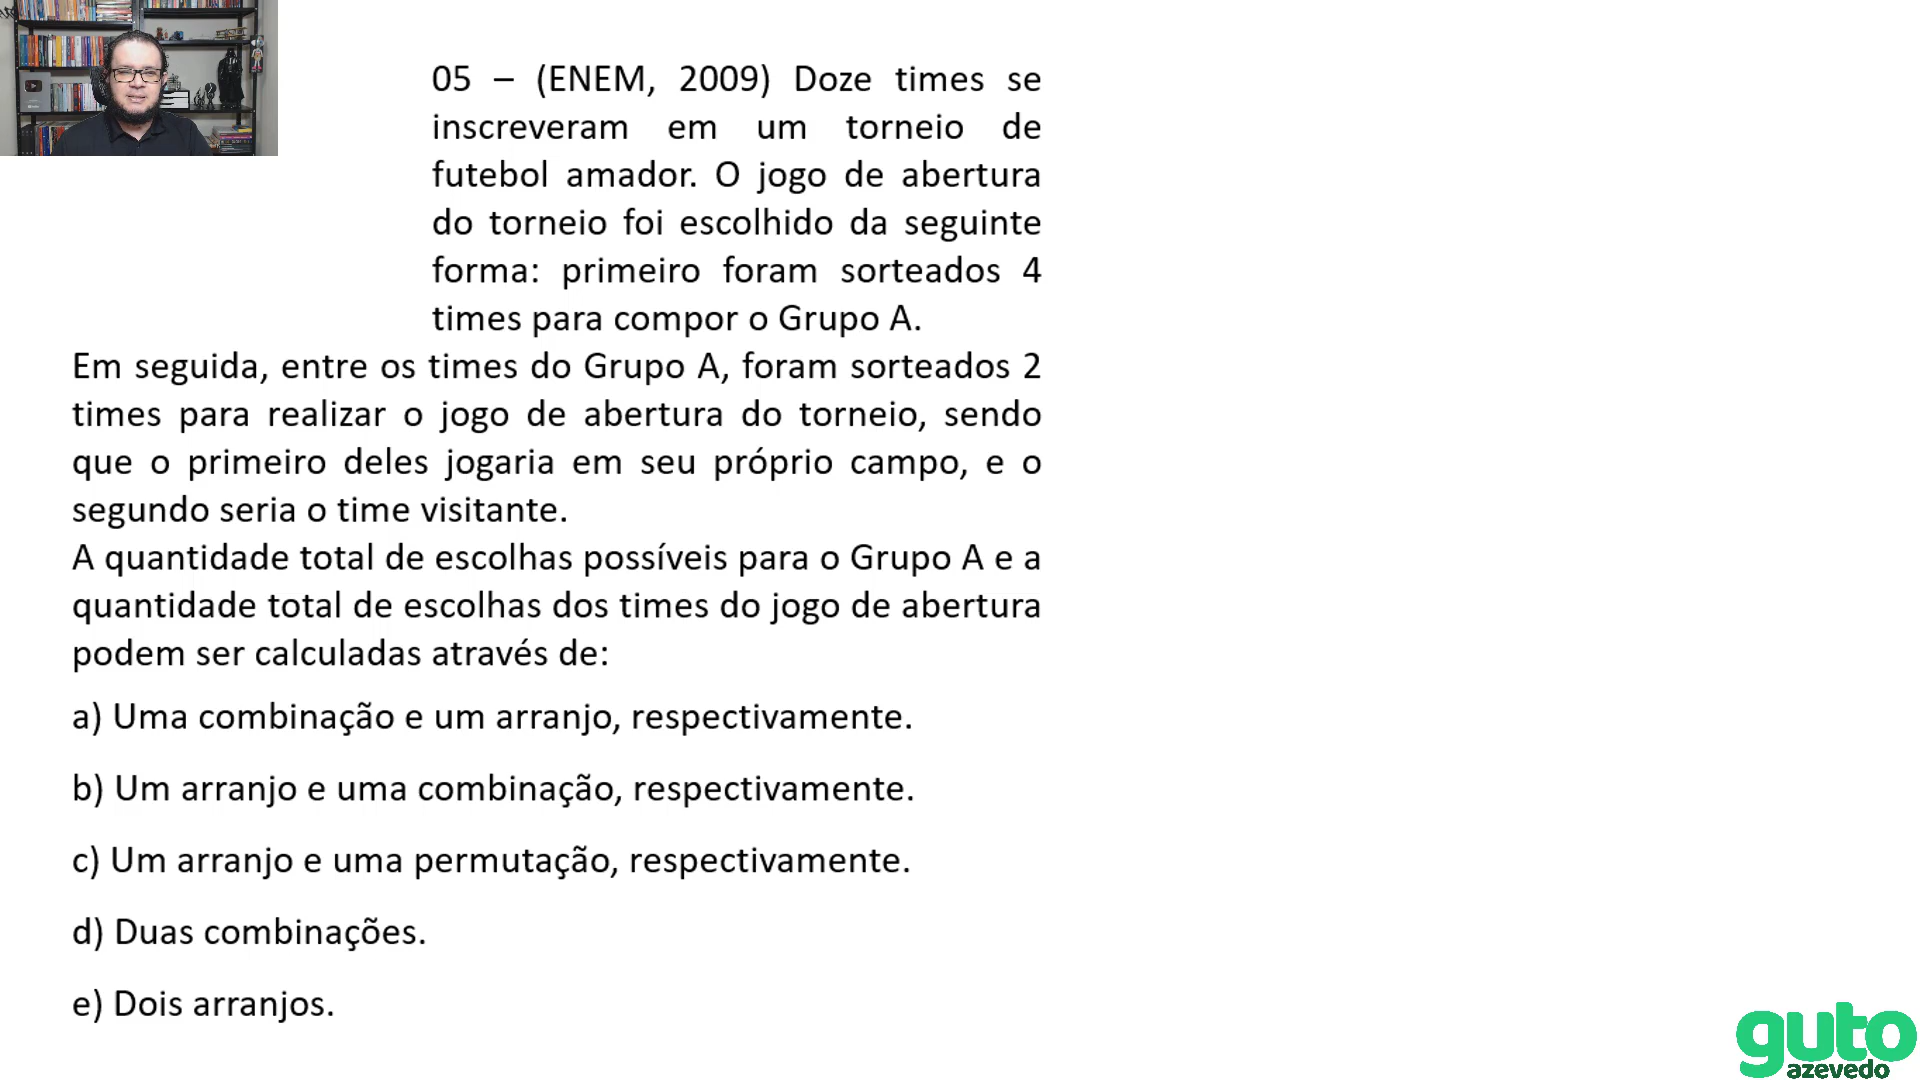 05 – (ENEM, 2009) Doze times se
inscreveram em um torneio de
futebol amador. O jogo de abertura
do torneio foi escolhido da seguinte
forma: primeiro foram sorteados 4
times para compor o Grupo A.
Em seguida, entre os times do Grupo A, foram sorteados 2
times para realizar o jogo de abertura do torneio, sendo
que o primeiro deles jogaria em seu próprio campo, e o
segundo seria o time visitante.
A quantidade total de escolhas possíveis para o Grupo A e a
quantidade total de escolhas dos times do jogo de abertura
podem ser calculadas através de:
a) Uma combinação e um arranjo, respectivamente.
b) Um arranjo e uma combinação, respectivamente.
c) Um arranjo e uma permutação, respectivamente.
d) Duas combinações.
e) Dois arranjos.
guto
azevedo